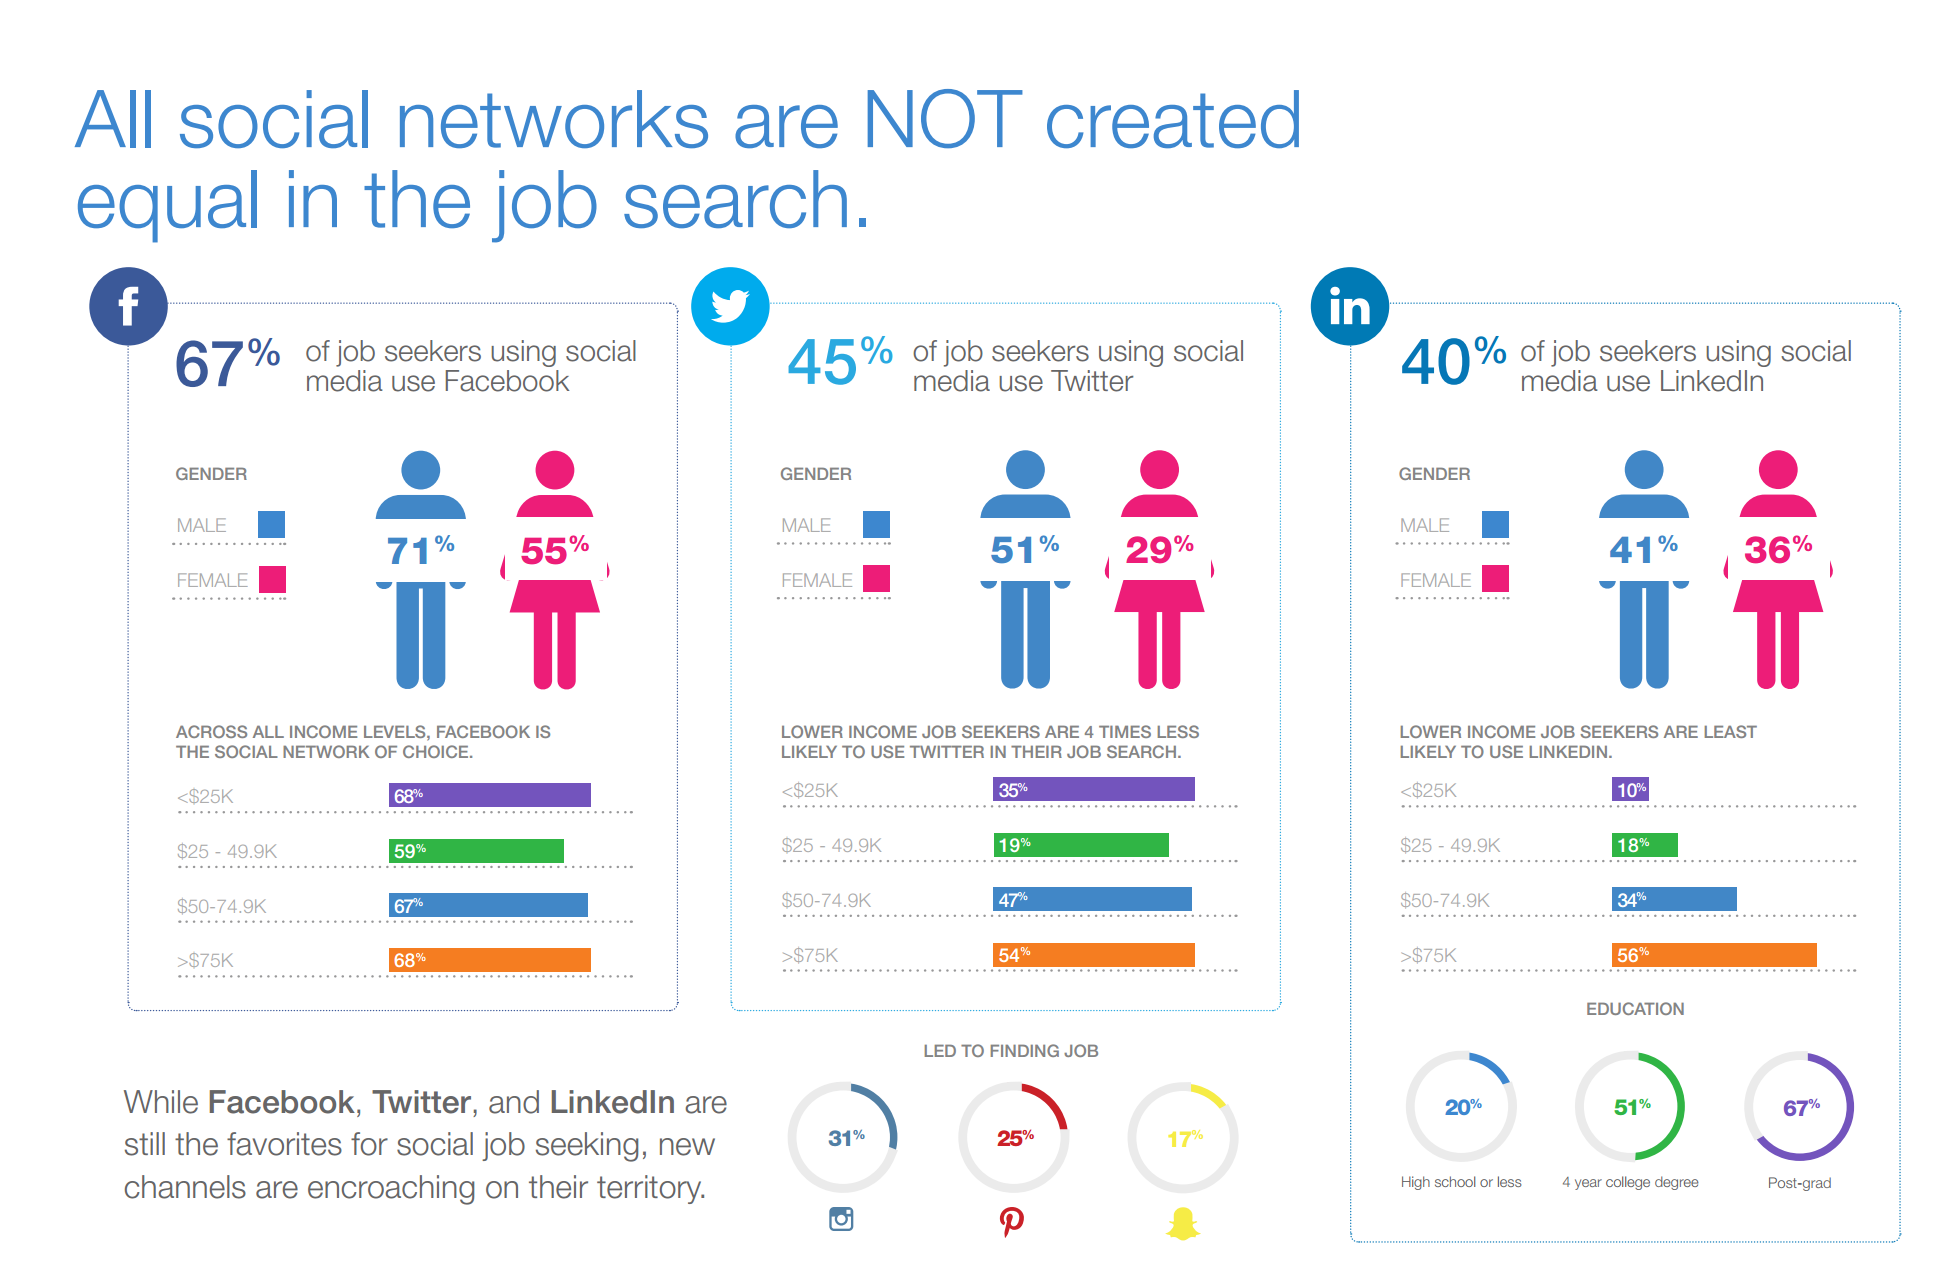 All social networks are NOT created
equal in the job search.
f
67% of job seekers using social
media use Facebook
GENDER
MALE
FEMALE
71%
55%
ACROSS ALL INCOME LEVELS, FACEBOOK IS
THE SOCIAL NETWORK OF CHOICE.
<$25K 68%
$25 - 49.9K 59%
$50-74.9K 67%
>$75K 68%
45% of job seekers using social
media use Twitter
GENDER
MALE
FEMALE
51%
29%
LOWER INCOME JOB SEEKERS ARE 4 TIMES LESS
LIKELY TO USE TWITTER IN THEIR JOB SEARCH.
<$25K 35%
$25 - 49.9K 19%
$50-74.9K 47%
>$75K 54%
in
40% of job seekers using social
media use LinkedIn
GENDER
MALE
FEMALE
41%
36%
LOWER INCOME JOB SEEKERS ARE LEAST
LIKELY TO USE LINKEDIN.
<$25K 10%
$25 - 49.9K 18%
$50-74.9K 34%
>$75K 56%
EDUCATION
20% 51% 67%
High school or less 4 year college degree Post-grad
While Facebook, Twitter, and LinkedIn are
still the favorites for social job seeking, new
channels are encroaching on their territory.
LED TO FINDING JOB
31% 25% 17%